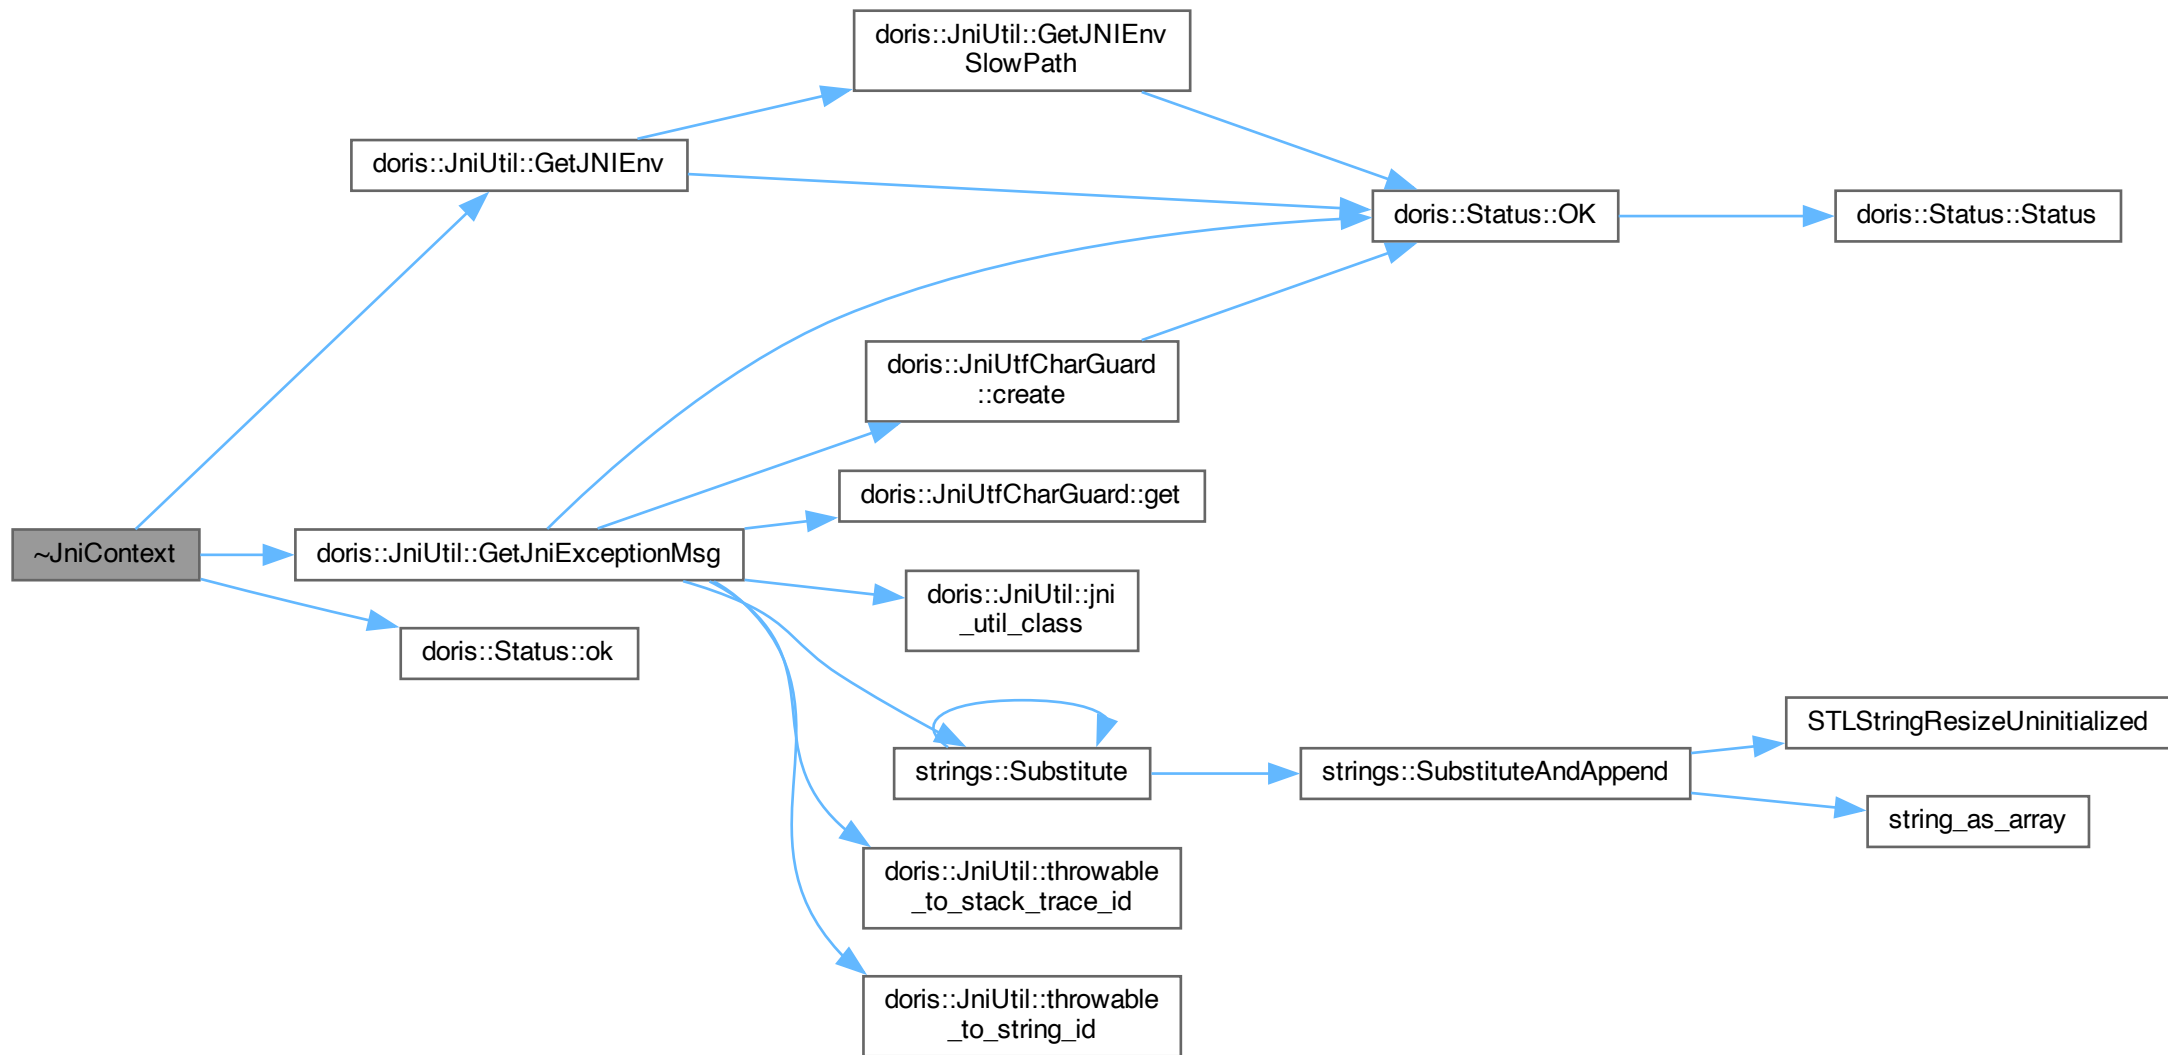 doris::JniUtil::GetJNIEnv
SlowPath
doris::JniUtil::GetJNIEnv
doris::Status::OK
doris::Status::Status
doris::JniUtfCharGuard
::create
doris::JniUtfCharGuard::get
~JniContext
doris::JniUtil::GetJniExceptionMsg
doris::JniUtil::jni
_util_class
doris::Status::ok
STLStringResizeUninitialized
strings::Substitute
strings::SubstituteAndAppend
string_as_array
doris::JniUtil::throwable
_to_stack_trace_id
doris::JniUtil::throwable
_to_string_id